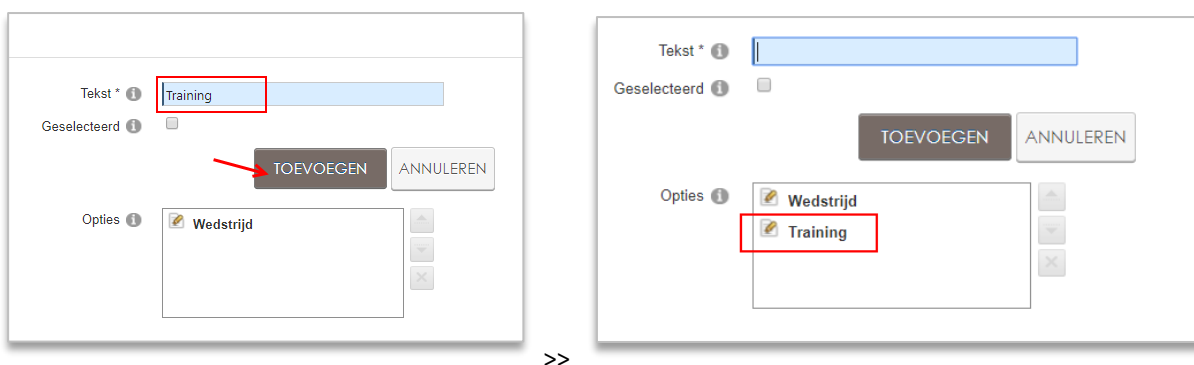 Tekst *
Training
Geselecteerd
TOEVOEGEN ANNULEREN
Opties
Wedstrijd
>>
Tekst *
Geselecteerd
TOEVOEGEN ANNULEREN
Opties
Wedstrijd
Training